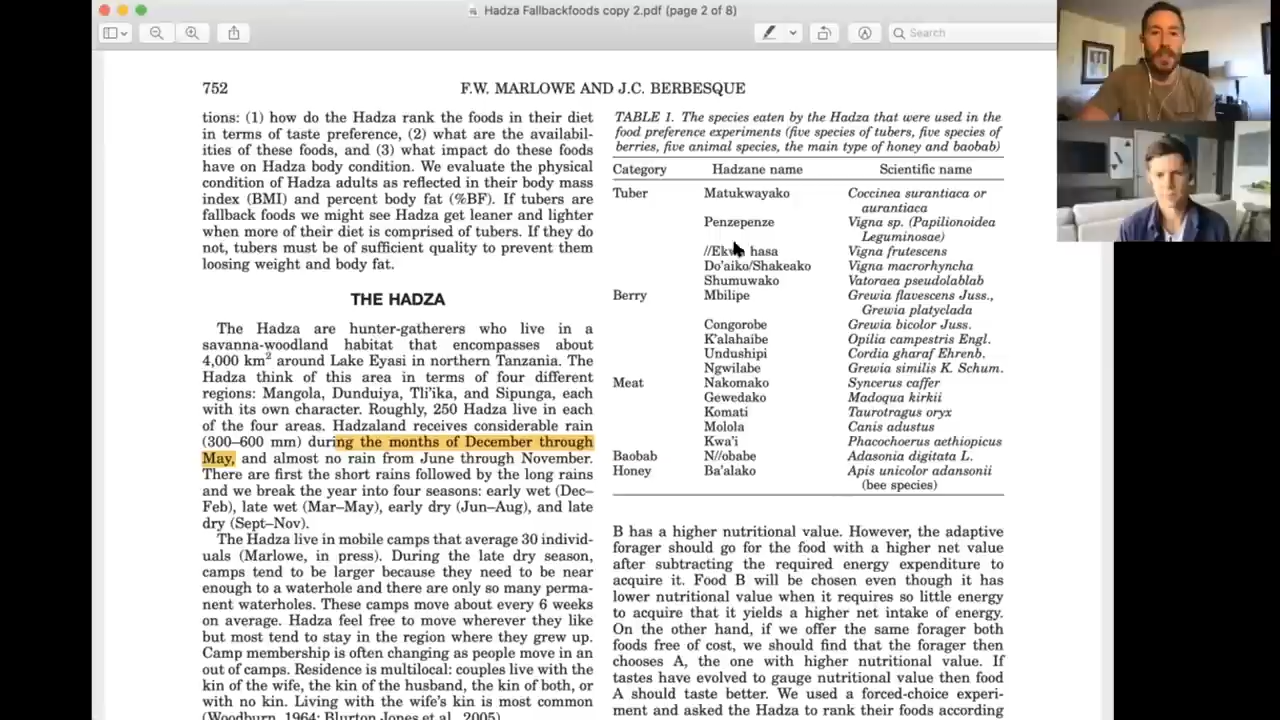 Hadza Fallbackfoods copy 2.pdf (page 2 of 8)
Search
752
F.W. MARLOWE AND J.C. BERBESQUE
tions: (1) how do the Hadza rank the foods in their diet
in terms of taste preference, (2) what are the availabil-
ities of these foods, and (3) what impact do these foods
have on Hadza body condition. We evaluate the physical
condition of Hadza adults as reflected in their body mass
index (BMI) and percent body fat (%BF). If tubers are
fallback foods we might see Hadza get leaner and lighter
when more of their diet is comprised of tubers. If they do
not, tubers must be of sufficient quality to prevent them
loosing weight and body fat.
THE HADZA
The Hadza are hunter-gatherers who live in a
savanna-woodland habitat that encompasses about
4,000 km² around Lake Eyasi in northern Tanzania. The
Hadza think of this area in terms of four different
regions: Mangola, Dunduiya, Tli'ika, and Sipunga, each
with its own character. Roughly, 250 Hadza live in each
of the four areas. Hadzaland receives considerable rain
(300–600 mm) during the months of December through
May, and almost no rain from June through November.
There are first the short rains followed by the long rains
and we break the year into four seasons: early wet (Dec–
Feb), late wet (Mar–May), early dry (Jun–Aug), and late
dry (Sept–Nov).
The Hadza live in mobile camps that average 30 individ-
uals (Marlowe, in press). During the late dry season,
camps tend to be larger because they need to be near
enough to a waterhole and there are only so many perma-
nent waterholes. These camps move about every 6 weeks
on average. Hadza feel free to move wherever they like
but most tend to stay in the region where they grew up.
Camp membership is often changing as people move in an
out of camps. Residence is multilocal: couples live with the
kin of the wife, the kin of the husband, the kin of both, or
with no kin. Living with the wife's kin is most common
(Woodburn, 1964; Blurton Jones et al., 2005).
TABLE 1. The species eaten by the Hadza that were used in the
food preference experiments (five species of tubers, five species of
berries, five animal species, the main type of honey and baobab)
Category Hadzane name Scientific name
Tuber Matukwayako Coccinea surantiaca or
aurantiaca
Penzepenze Vigna sp. (Papilionoidea
Leguminosae)
hasa Vigna frutescens
Do'aiko/Shakeako Vigna macrorhyncha
Shumuwako Vatoraea pseudolablab
Berry Mbilipe Grewia flavescens Juss.,
Grewia platyclada
Congorobe Grewia bicolor Juss.
K'alahaibe Opilia campestris Engl.
Undushipi Cordia gharaf Ehrenb.
Ngwilabe Grewia similis K. Schum.
Meat Nakomako Syncerus caffer
Gewedako Madoqua kirkii
Komati Taurotragus oryx
Molola Canis adustus
Kwa'i Phacochoerus aethiopicus
Baobab N//obabe Adasonia digitata L.
Honey Ba'alako Apis unicolor adansonii
(bee species)
B has a higher nutritional value. However, the adaptive
forager should go for the food with a higher net value
after subtracting the required energy expenditure to
acquire it. Food B will be chosen even though it has
lower nutritional value when it requires so little energy
to acquire that it yields a higher net intake of energy.
On the other hand, if we offer the same forager both
foods free of cost, we should find that the forager then
chooses A, the one with higher nutritional value. If
tastes have evolved to gauge nutritional value then food
A should taste better. We used a forced-choice experi-
ment and asked the Hadza to rank their foods according